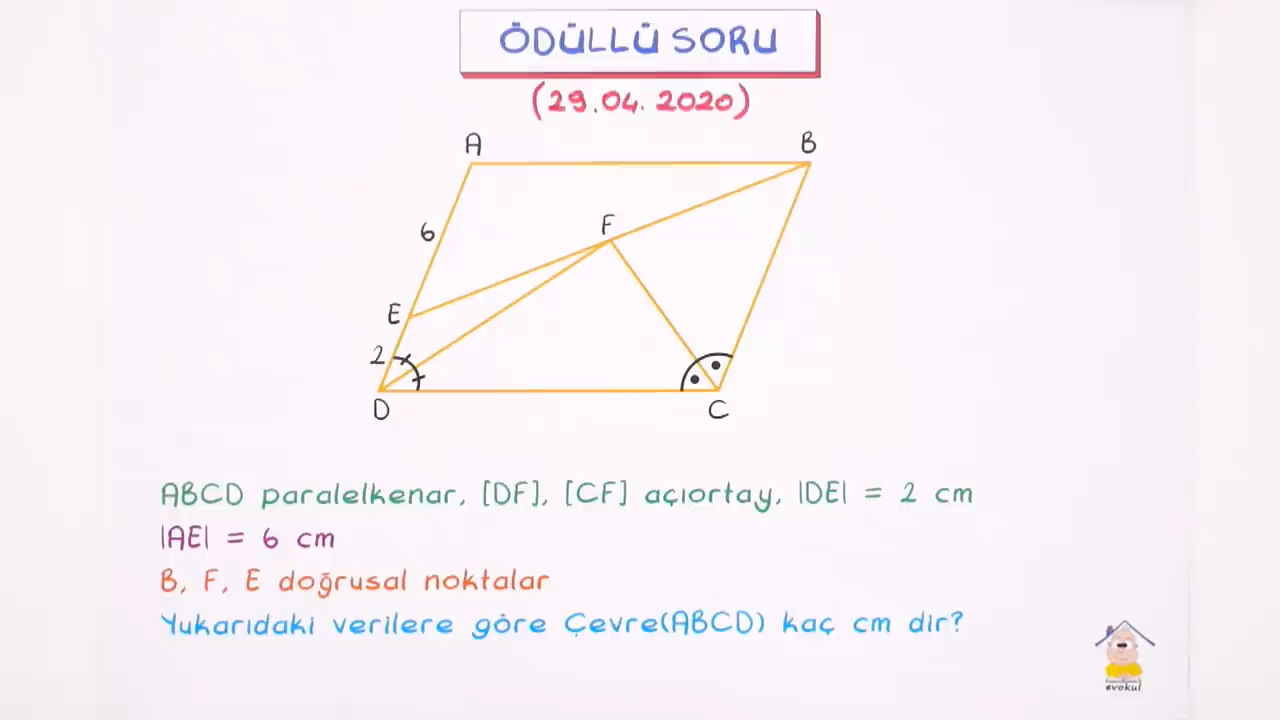 ÖDÜLLÜ SORU
(29.04.2020)
A
B
F
6
E
2
D
C
ABCD paralelkenar, [DF], [CF] açıortay, |DE| = 2 cm
|AE| = 6 cm
B, F, E doğrusal noktalar
Yukarıdaki verilere göre Çevre(ABCD) kaç cm dir?
evokul